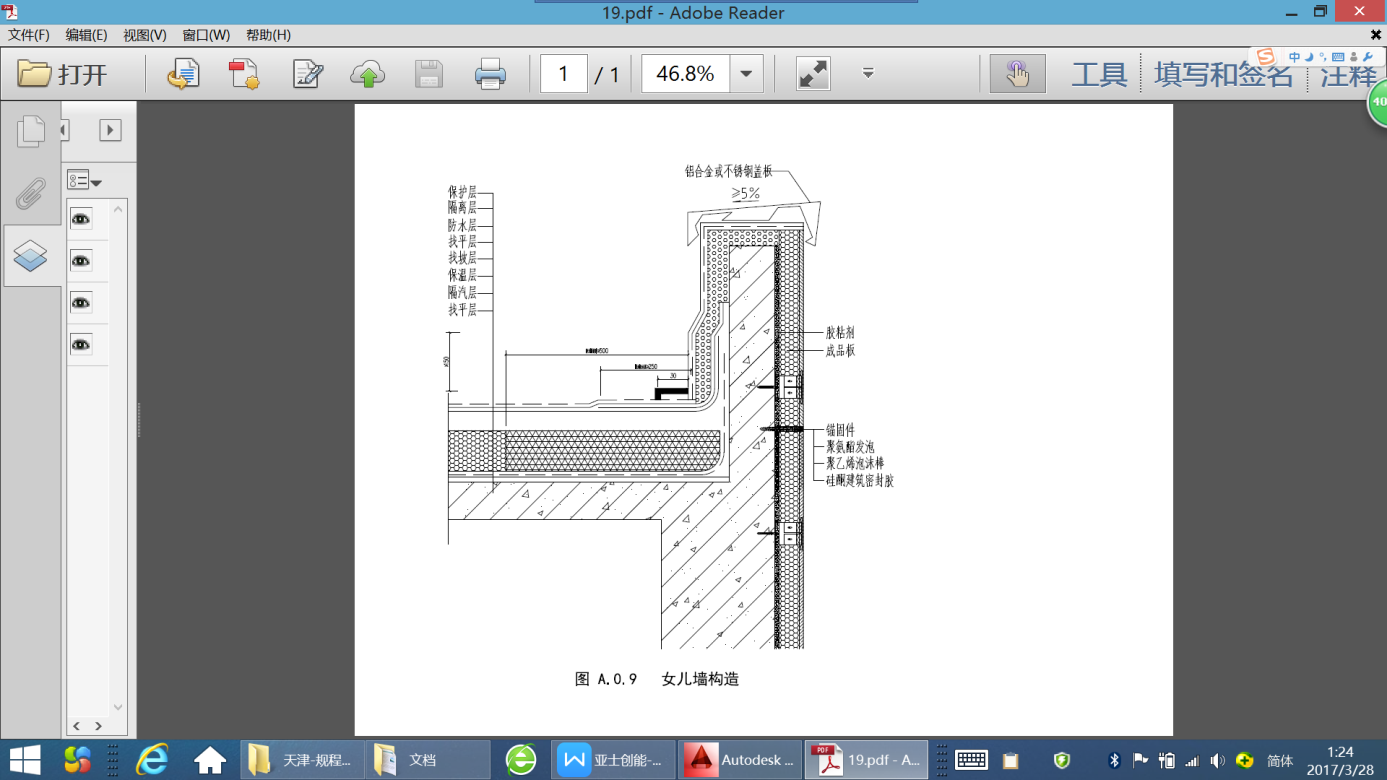 19.pdf - Adobe Reader
文件(F) 编辑(E) 视图(V) 窗口(W) 帮助(H)
打开
1 / 1
46.8%
工具
填写和签名
注释
中
40
铝合金或不锈钢盖板
≥5%
保护层
隔离层
防水层
找平层
找坡层
保温层
隔汽层
找平层
30
胶粘剂
成品板
锚固件
聚氨酯发泡
聚乙烯泡沫棒
硅酮建筑密封胶
图 A.0.9 女儿墙构造
天津-规程...
文档
亚士创能-...
Autodesk ...
19.pdf - A...
简体
1:24
2017/3/28